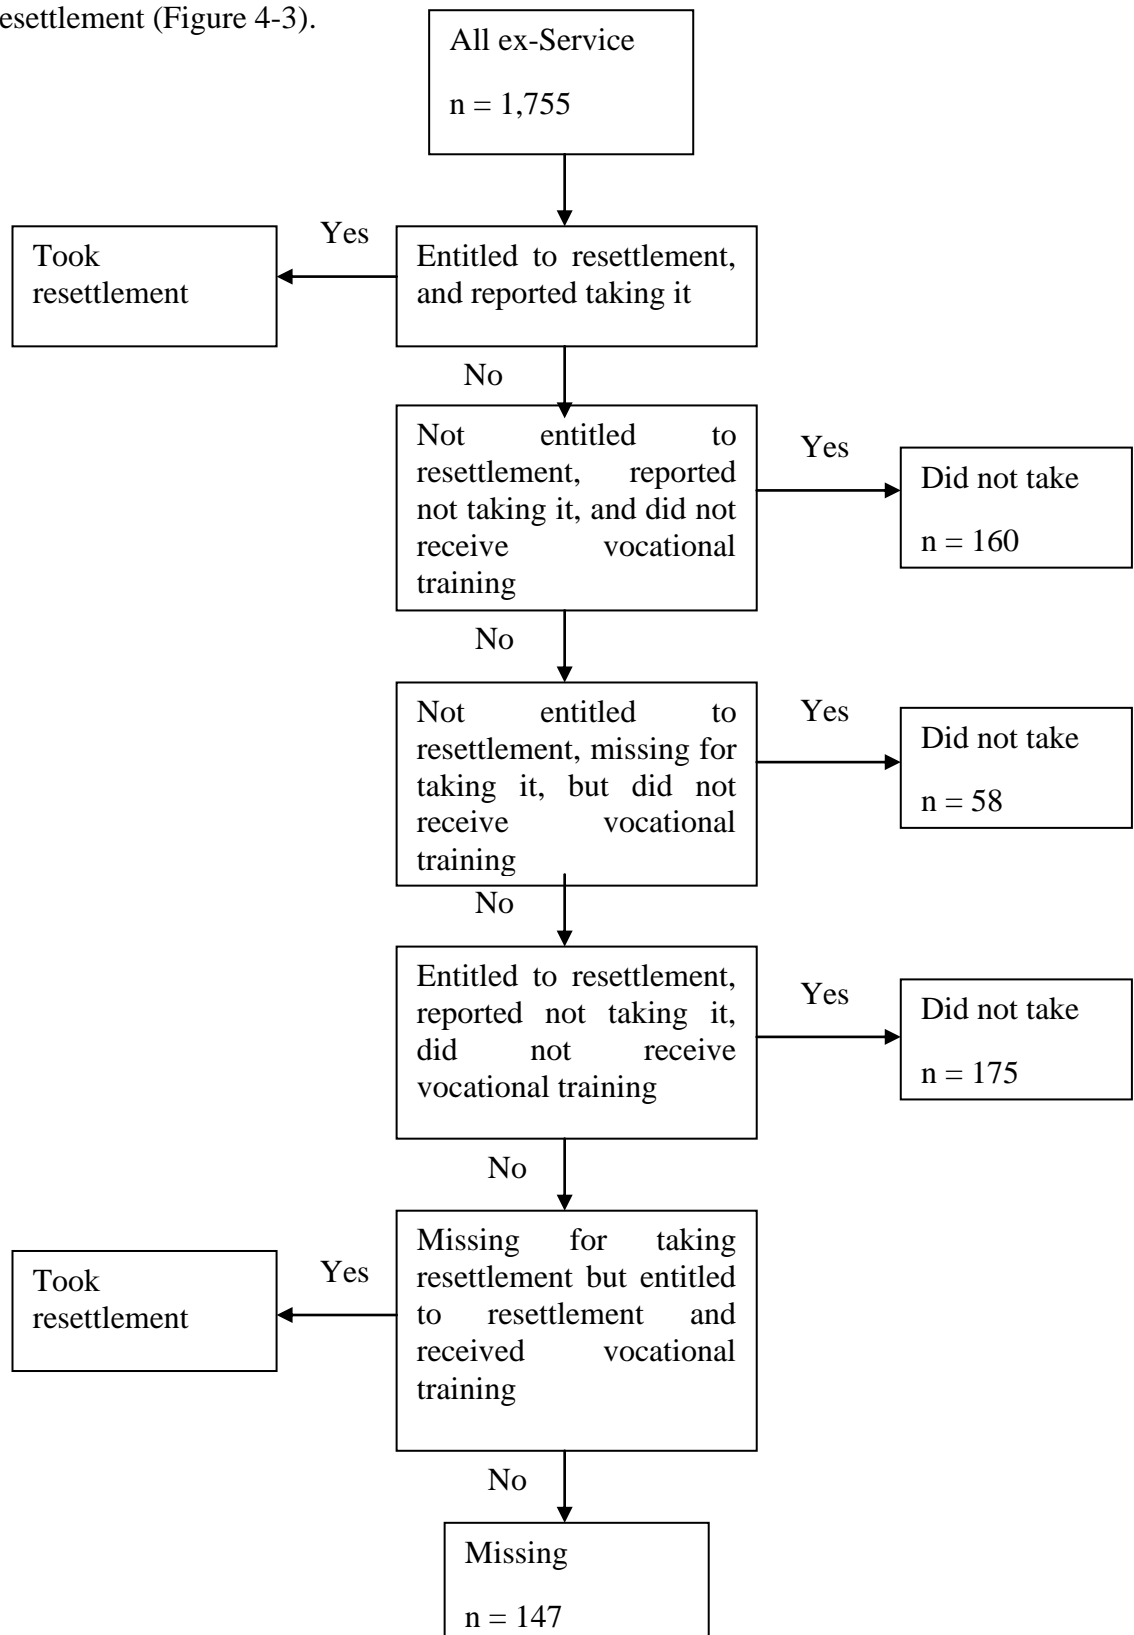 esettlement (Figure 4-3).
All ex-Service
n = 1,755
Yes
Took
resettlement
Entitled to resettlement,
and reported taking it
No
Not entitled to
resettlement, reported
not taking it, and did not
receive vocational
training
Yes
Did not take
n = 160
No
Not entitled to
resettlement, missing for
taking it, but did not
receive vocational
training
Yes
Did not take
n = 58
No
Entitled to resettlement,
reported not taking it,
did not receive
vocational training
Yes
Did not take
n = 175
No
Missing for taking
resettlement but entitled
to resettlement and
received vocational
training
Yes
Took
resettlement
No
Missing
n = 147